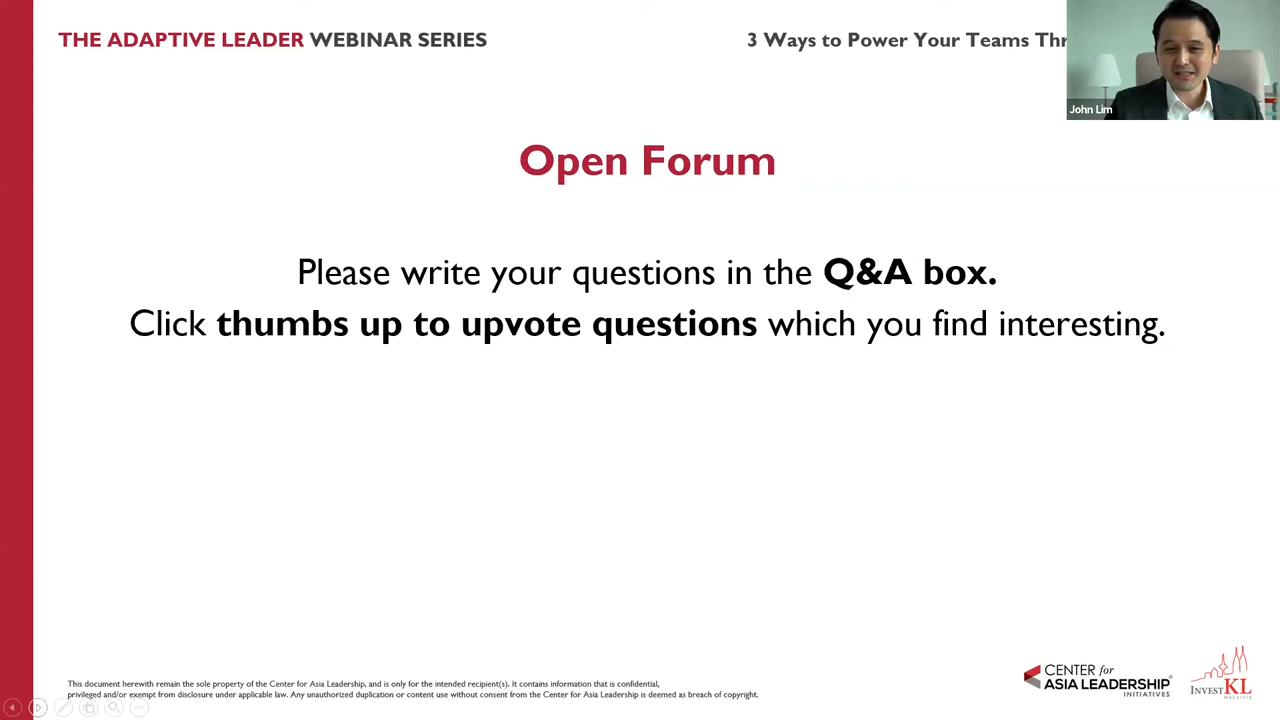 THE ADAPTIVE LEADER WEBINAR SERIES
3 Ways to Power Your Teams Thr
John Lim
Open Forum
Please write your questions in the Q&A box.
Click thumbs up to upvote questions which you find interesting.
This document herewith remain the sole property of the Center for Asia Leadership, and is only for the intended recipient(s). It contains information that is confidential,
privileged and/or exempt from disclosure under applicable law. Any unauthorized duplication or content use without consent from the Center for Asia Leadership is deemed as breach of copyright.
CENTER for
ASIA LEADERSHIP®
INITIATIVES
INVEST KL
MALAYSIA